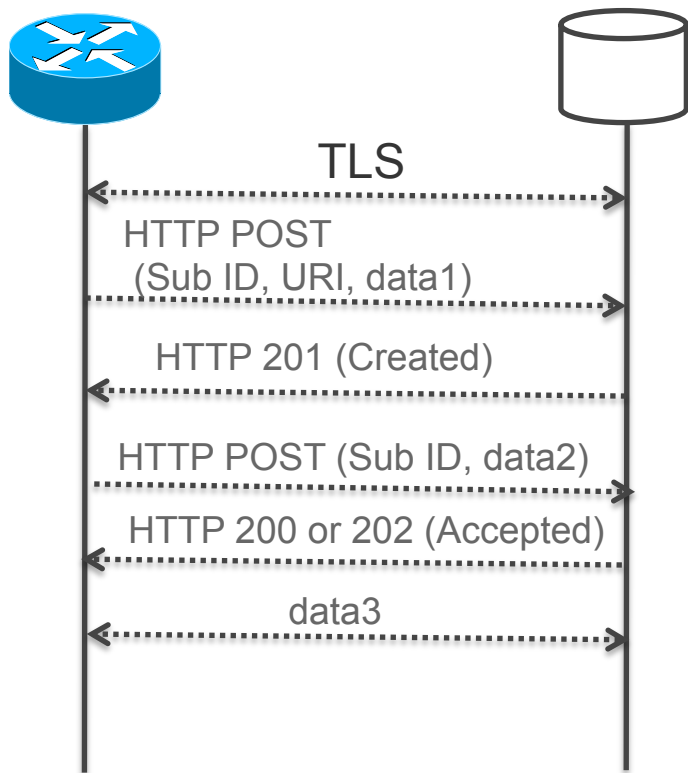 TLS
HTTP POST
(Sub ID, URI, data1)
HTTP 201 (Created)
HTTP POST (Sub ID, data2)
HTTP 200 or 202 (Accepted)
data3